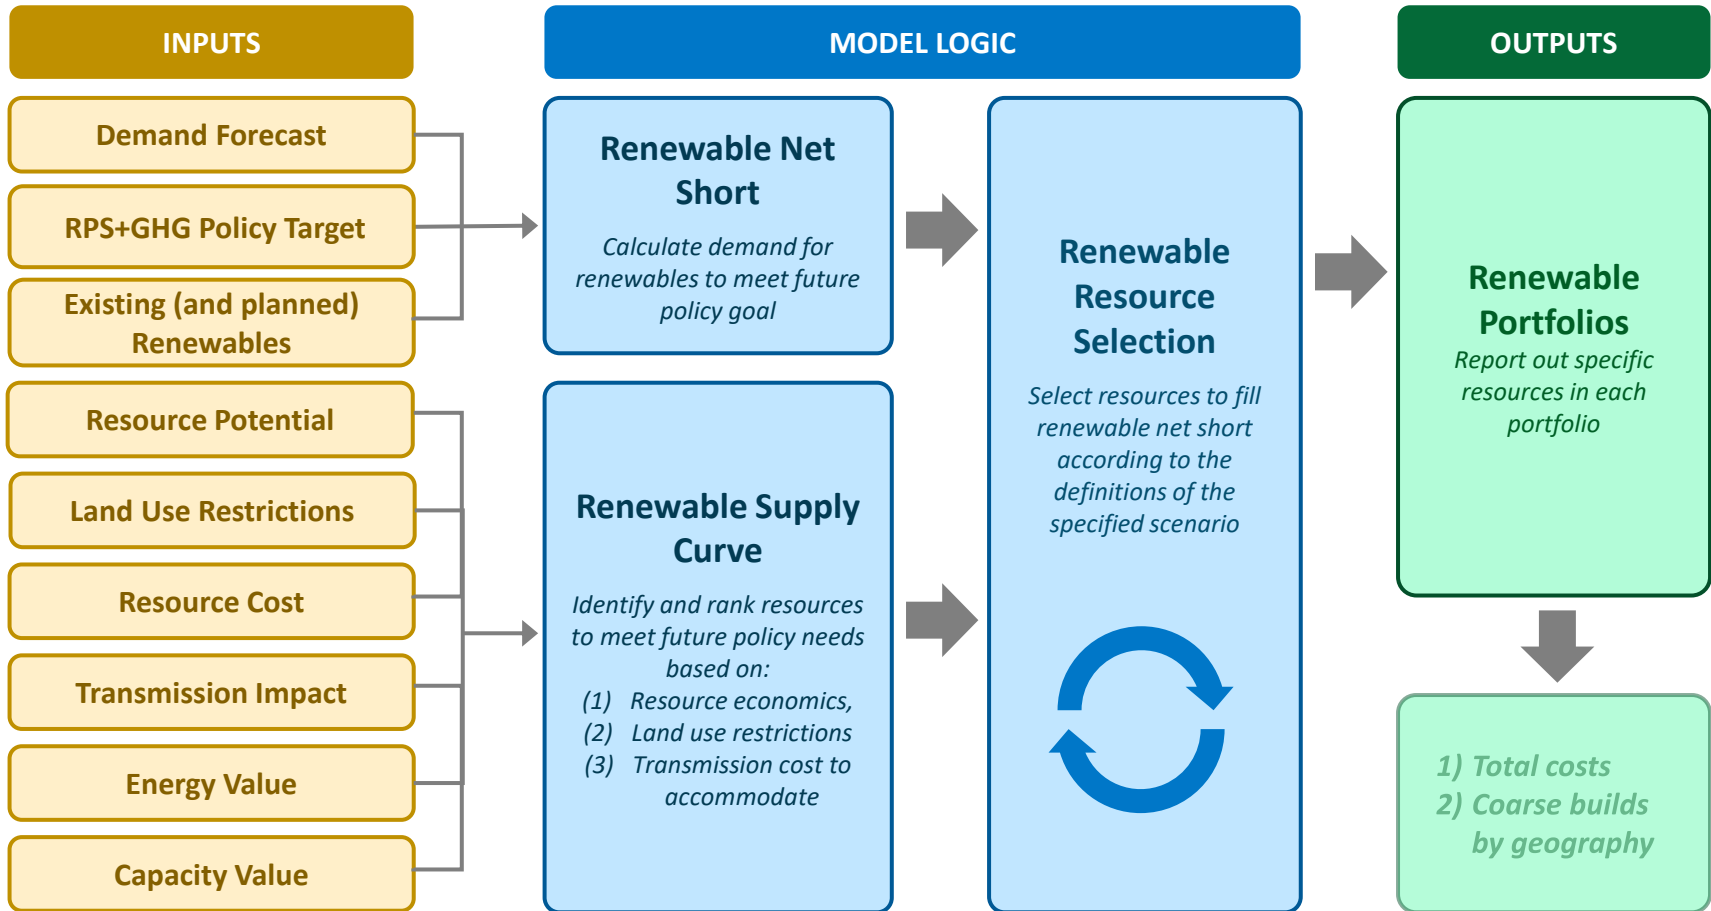 INPUTS
MODEL LOGIC
OUTPUTS
Demand Forecast
RPS+GHG Policy Target
Existing (and planned)
Renewables
Resource Potential
Land Use Restrictions
Resource Cost
Transmission Impact
Energy Value
Capacity Value
Renewable Net
Short
Calculate demand for
renewables to meet future
policy goal
Renewable Supply
Curve
Identify and rank resources
to meet future policy needs
based on:
(1) Resource economics,
(2) Land use restrictions
(3) Transmission cost to
accommodate
Renewable
Resource
Selection
Select resources to fill
renewable net short
according to the
definitions of the
specified scenario
Renewable
Portfolios
Report out specific
resources in each
portfolio
1) Total costs
2) Coarse builds
by geography